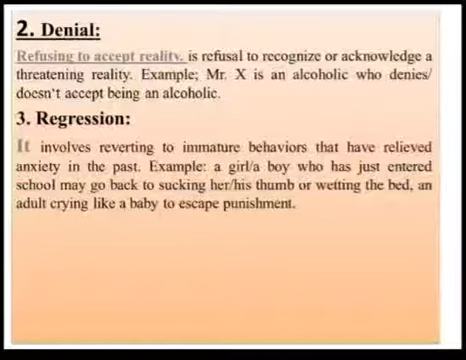 2. Denial:
Refusing to accept reality. is refusal to recognize or acknowledge a
threatening reality. Example; Mr. X is an alcoholic who denies/
doesn't accept being an alcoholic.
3. Regression:
It involves reverting to immature behaviors that have relieved
anxiety in the past. Example: a girl/a boy who has just entered
school may go back to sucking her/his thumb or wetting the bed, an
adult crying like a baby to escape punishment.